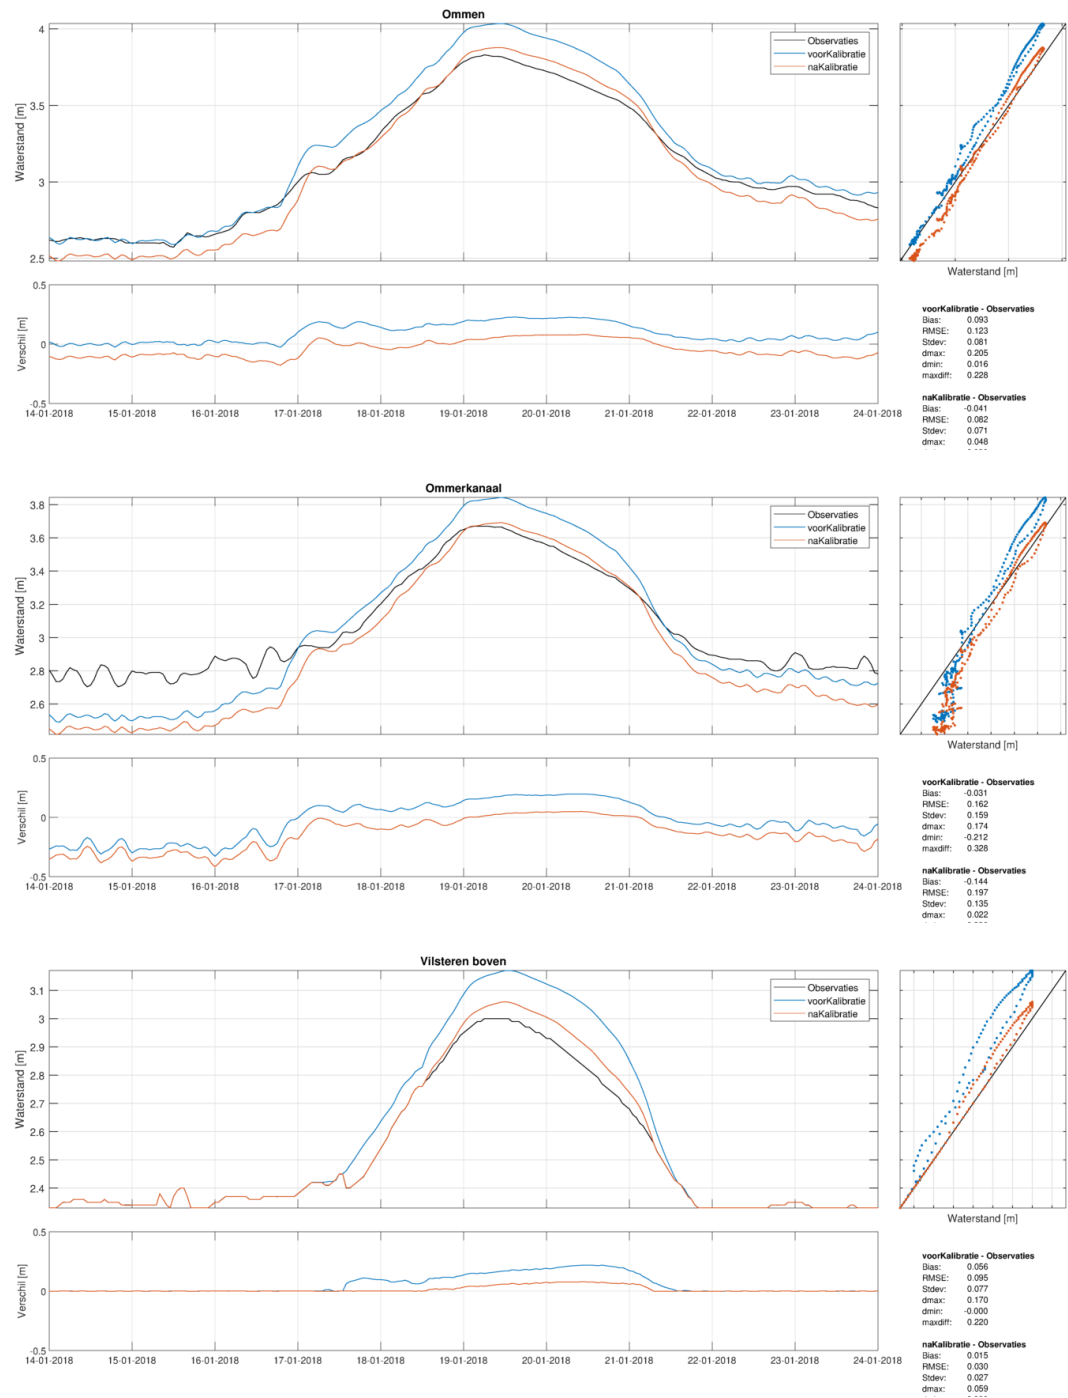 Ommen
4
3.5
3
2.5
Waterstand [m]
Observaties
voorKalibratie
naKalibratie
Waterstand [m]
0.5
0
-0.5
Verschil [m]
14-01-2018 15-01-2018 16-01-2018 17-01-2018 18-01-2018 19-01-2018 20-01-2018 21-01-2018 22-01-2018 23-01-2018 24-01-2018
voorKalibratie - Observaties
Bias: 0.093
RMSE: 0.123
Stdev: 0.081
dmax: 0.205
dmin: 0.016
maxdiff: 0.228
naKalibratie - Observaties
Bias: -0.041
RMSE: 0.082
Stdev: 0.071
dmax: 0.048
Ommerkanaal
3.8
3.6
3.4
3.2
3
2.8
2.6
Waterstand [m]
Observaties
voorKalibratie
naKalibratie
Waterstand [m]
0.5
0
-0.5
Verschil [m]
14-01-2018 15-01-2018 16-01-2018 17-01-2018 18-01-2018 19-01-2018 20-01-2018 21-01-2018 22-01-2018 23-01-2018 24-01-2018
voorKalibratie - Observaties
Bias: -0.031
RMSE: 0.162
Stdev: 0.159
dmax: 0.174
dmin: -0.212
maxdiff: 0.328
naKalibratie - Observaties
Bias: -0.144
RMSE: 0.197
Stdev: 0.135
dmax: 0.022
Vilsteren boven
3.1
3
2.9
2.8
2.7
2.6
2.5
2.4
Waterstand [m]
Observaties
voorKalibratie
naKalibratie
Waterstand [m]
0.5
0
-0.5
Verschil [m]
14-01-2018 15-01-2018 16-01-2018 17-01-2018 18-01-2018 19-01-2018 20-01-2018 21-01-2018 22-01-2018 23-01-2018 24-01-2018
voorKalibratie - Observaties
Bias: 0.056
RMSE: 0.095
Stdev: 0.077
dmax: 0.170
dmin: -0.000
maxdiff: 0.220
naKalibratie - Observaties
Bias: 0.015
RMSE: 0.030
Stdev: 0.027
dmax: 0.059